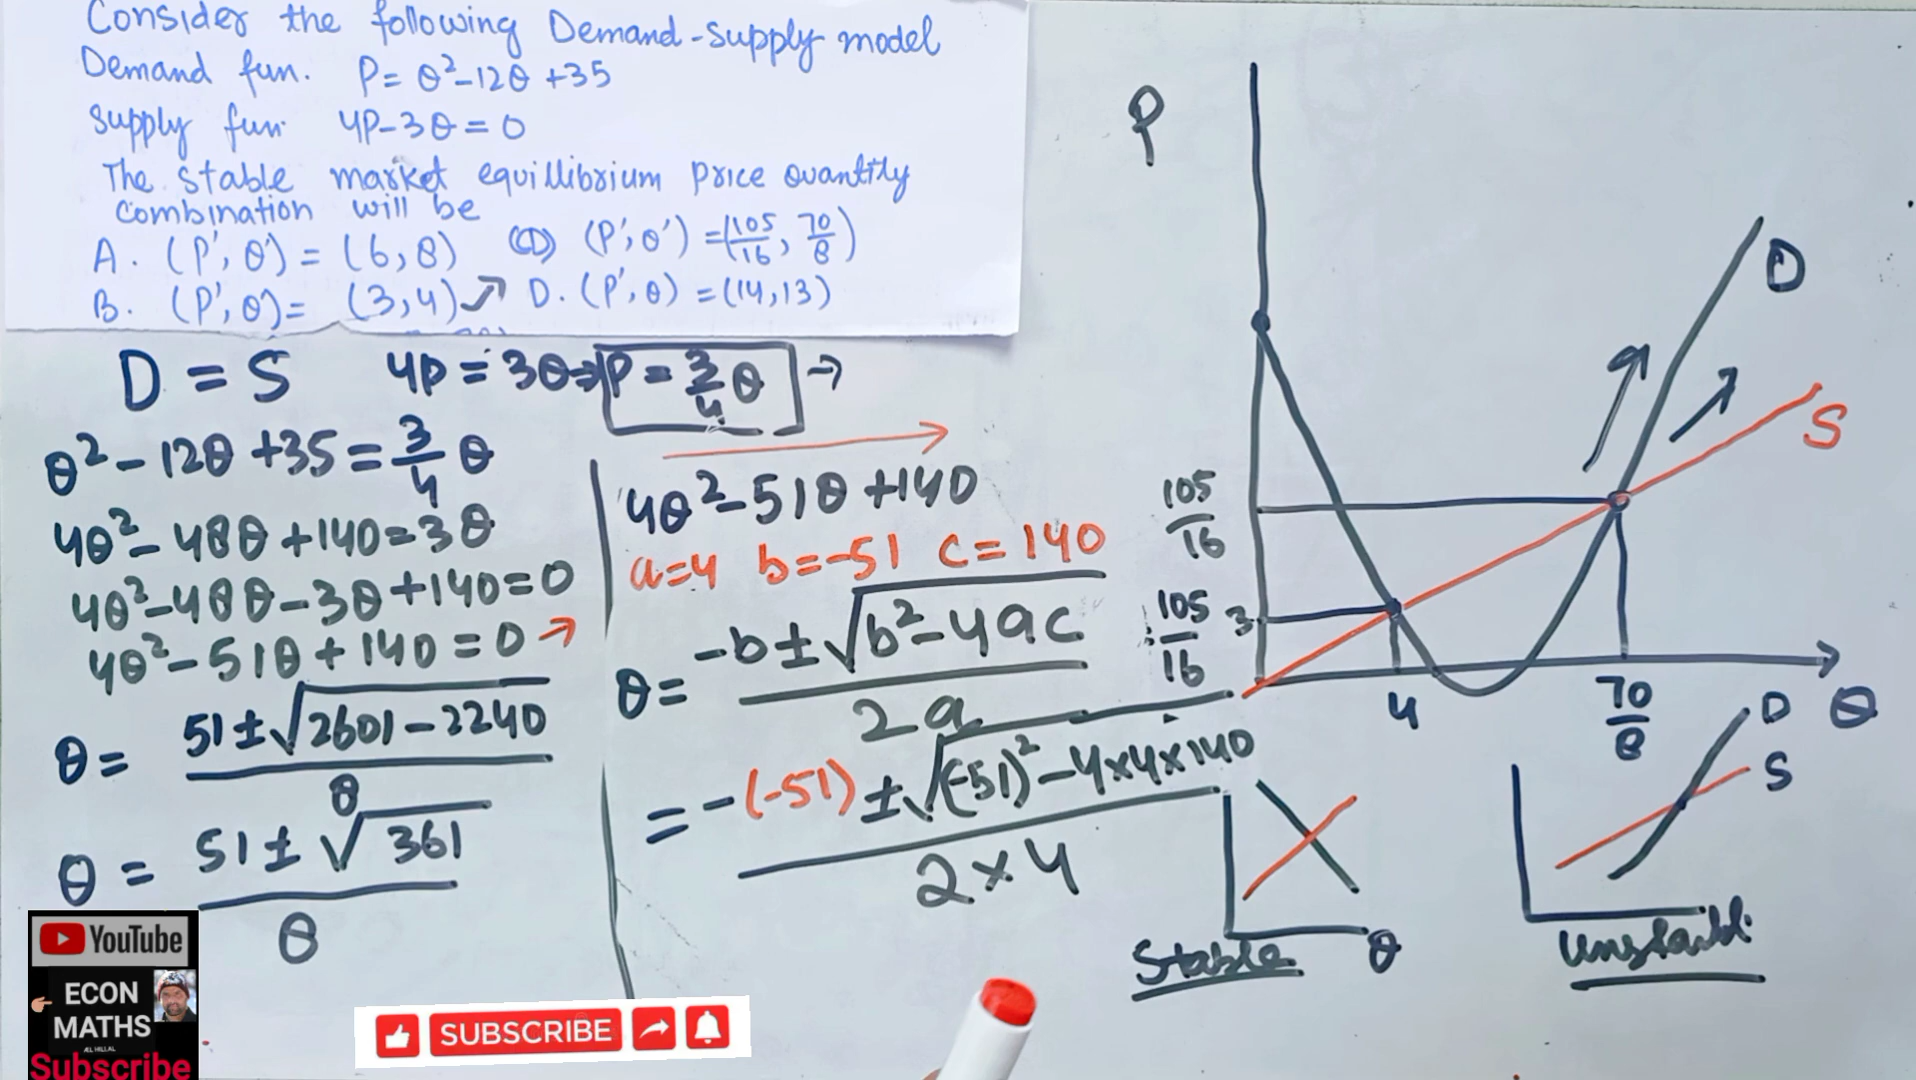 Consider the following Demand-supply model
Demand fun. P = θ²-12θ +35
supply fun. 4P-3θ = 0
The stable market equillibrium price quantity
combination will be
A. (P', θ') = (6,8) (C) (P', θ') = (105/16, 70/8)
B. (P', θ) = (3,4) ↗ D. (P', θ) = (14,13)
D = S 4P = 3θ ⇒ P = 3/4 θ →
θ² - 12θ +35 = 3/4 θ
4θ² - 48θ +140 = 3θ
4θ² - 48θ - 3θ +140 = 0
4θ² - 51θ + 140 = 0 →
θ = 51 ± √2601 - 2240 / 8
θ = 51 ± √361 / 8
4θ² - 51θ +140
a=4 b=-51 c=140
θ = -b ± √b² - 4ac / 2a
= -(-51) ± √(-51)² - 4×4×140 / 2×4
P
D
S
105/16
105/16
3
4
70/8
θ
Stable
θ
D
S
Unstabl
YouTube
ECON
MATHS
Subscribe
SUBSCRIBE